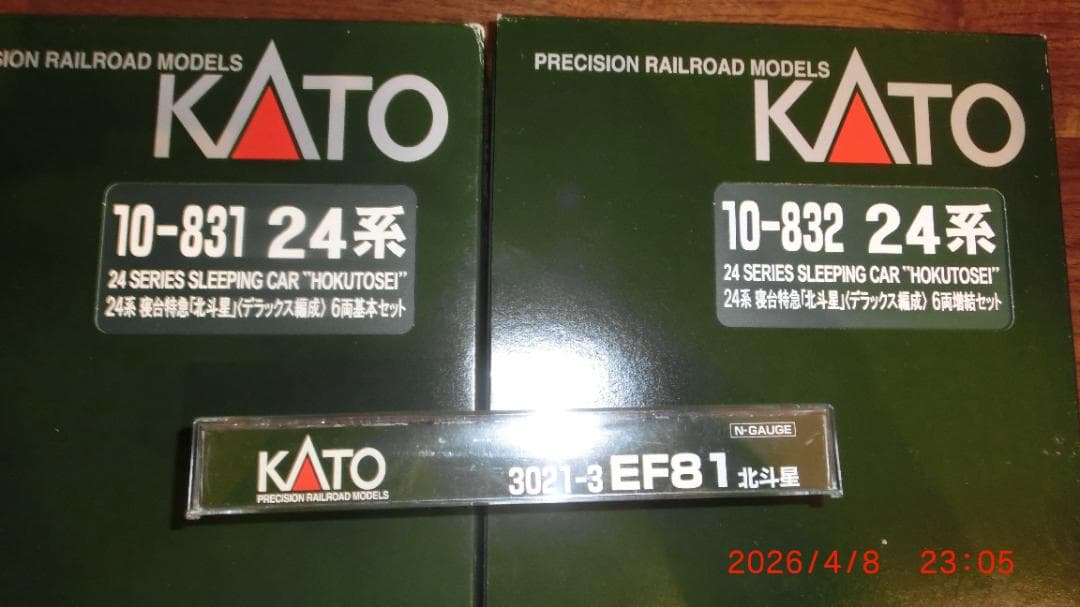 SION RAILROAD MODELS
KATO
10-831 24系
24 SERIES SLEEPING CAR "HOKUTOSEI"
24系 寝台特急「北斗星」〈デラックス編成〉 6両基本セット
PRECISION RAILROAD MODELS
KATO
10-832 24系
24 SERIES SLEEPING CAR "HOKUTOSEI"
24系 寝台特急「北斗星」〈デラックス編成〉 6両増結セット
N-GAUGE
KATO
PRECISION RAILROAD MODELS
3021-3 EF81 北斗星
2026/4/8 23:05